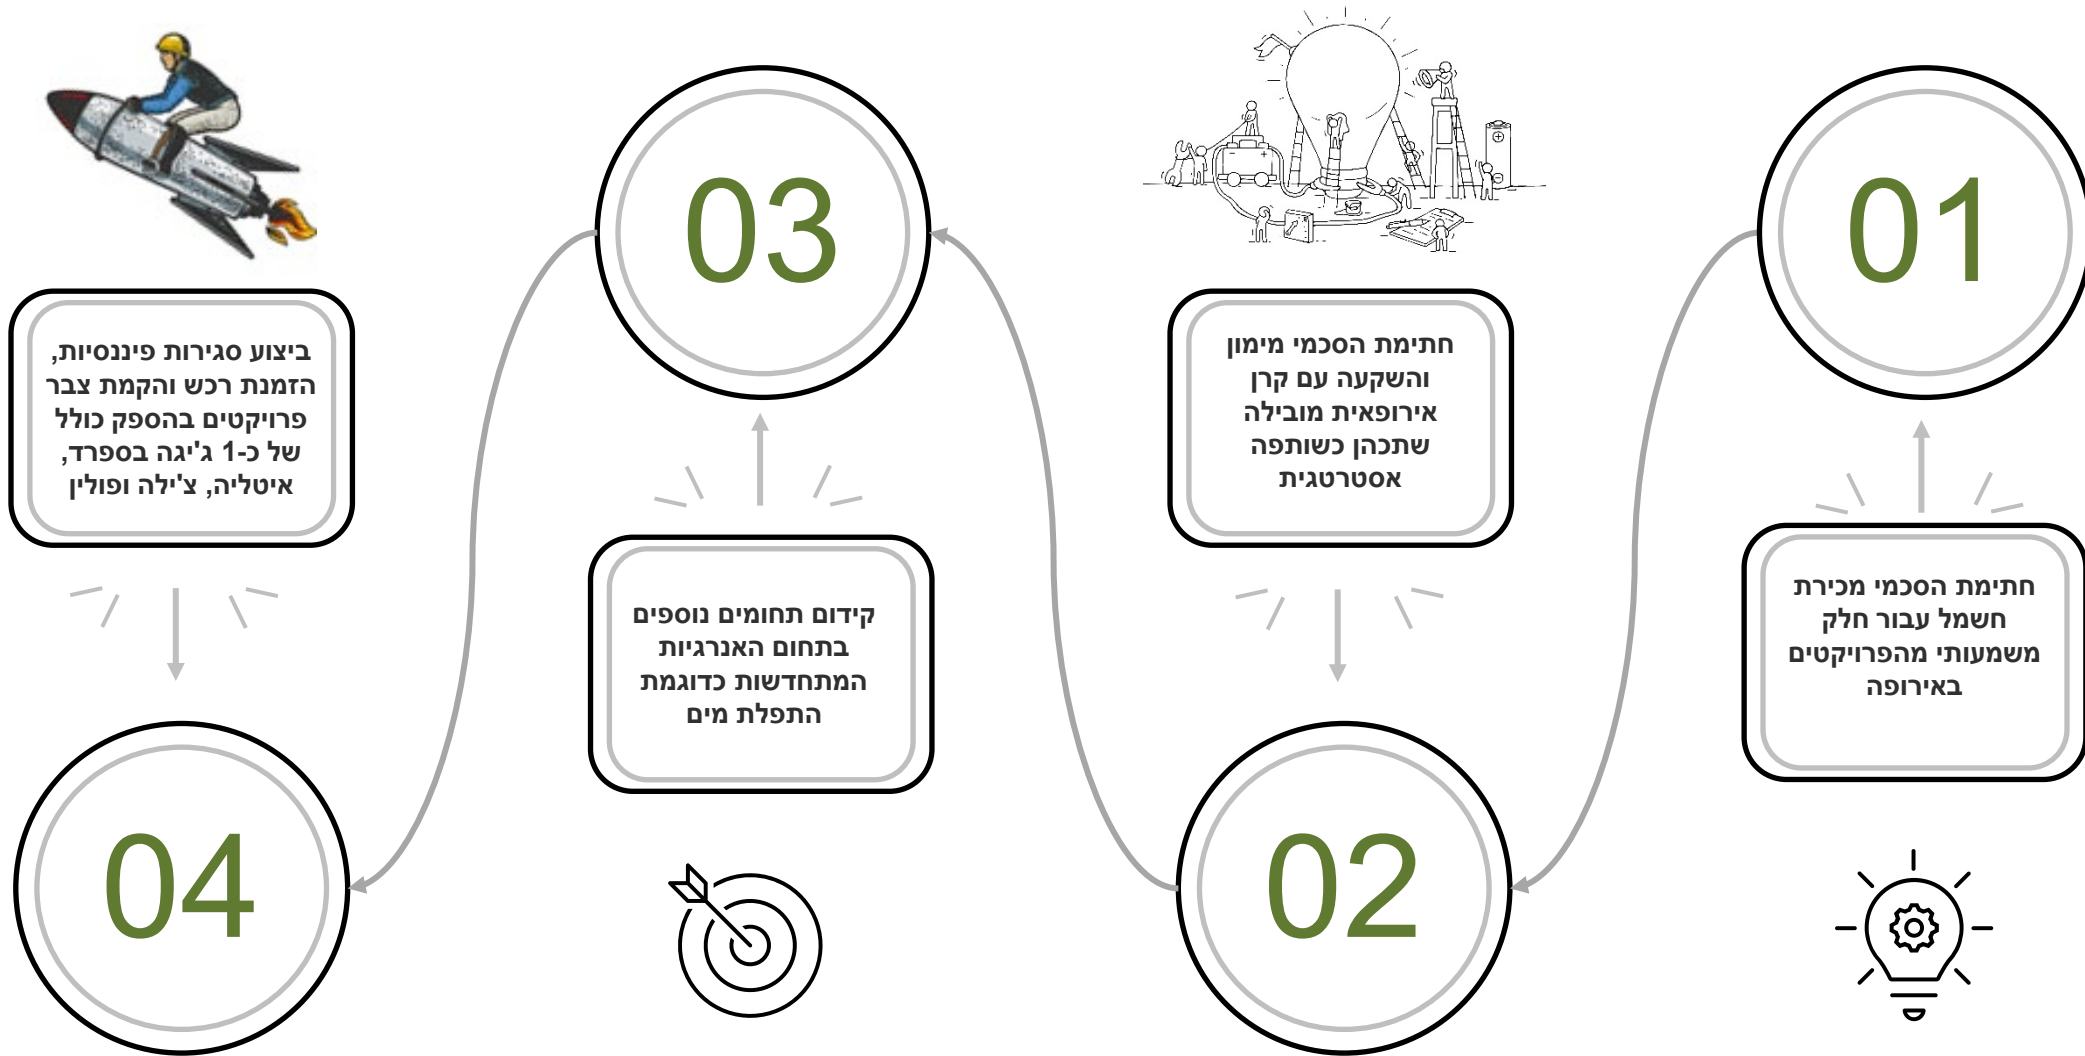 01
חתימת הסכמי מכירת
חשמל עבור חלק
משמעותי מהפרויקטים
באירופה
חתימת הסכמי מימון
והשקעה עם קרן
אירופאית מובילה
שתכהן כשותפה
אסטרטגית
02
03
קידום תחומים נוספים
בתחום האנרגיות
המתחדשות כדוגמת
התפלת מים
ביצוע סגירות פיננסיות,
הזמנת רכש והקמת צבר
פרויקטים בהספק כולל
של כ-1 ג'יגה בספרד,
איטליה, צ'ילה ופולין
04